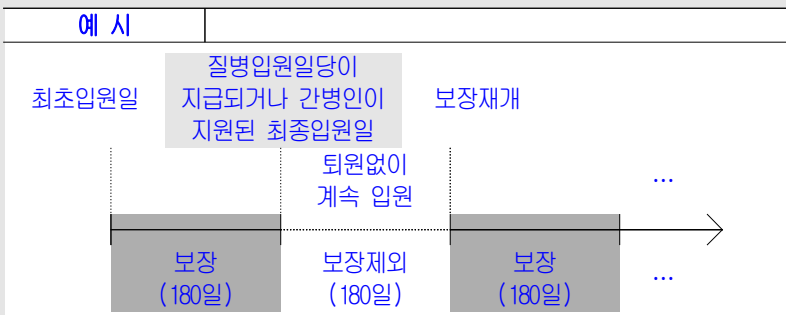 예 시
질병입원일당이
최초입원일 지급되거나 간병인이 보장재개
지원된 최종입원일
퇴원없이
계속 입원
...
보장 보장제외 보장
(180일) (180일) (180일)
...